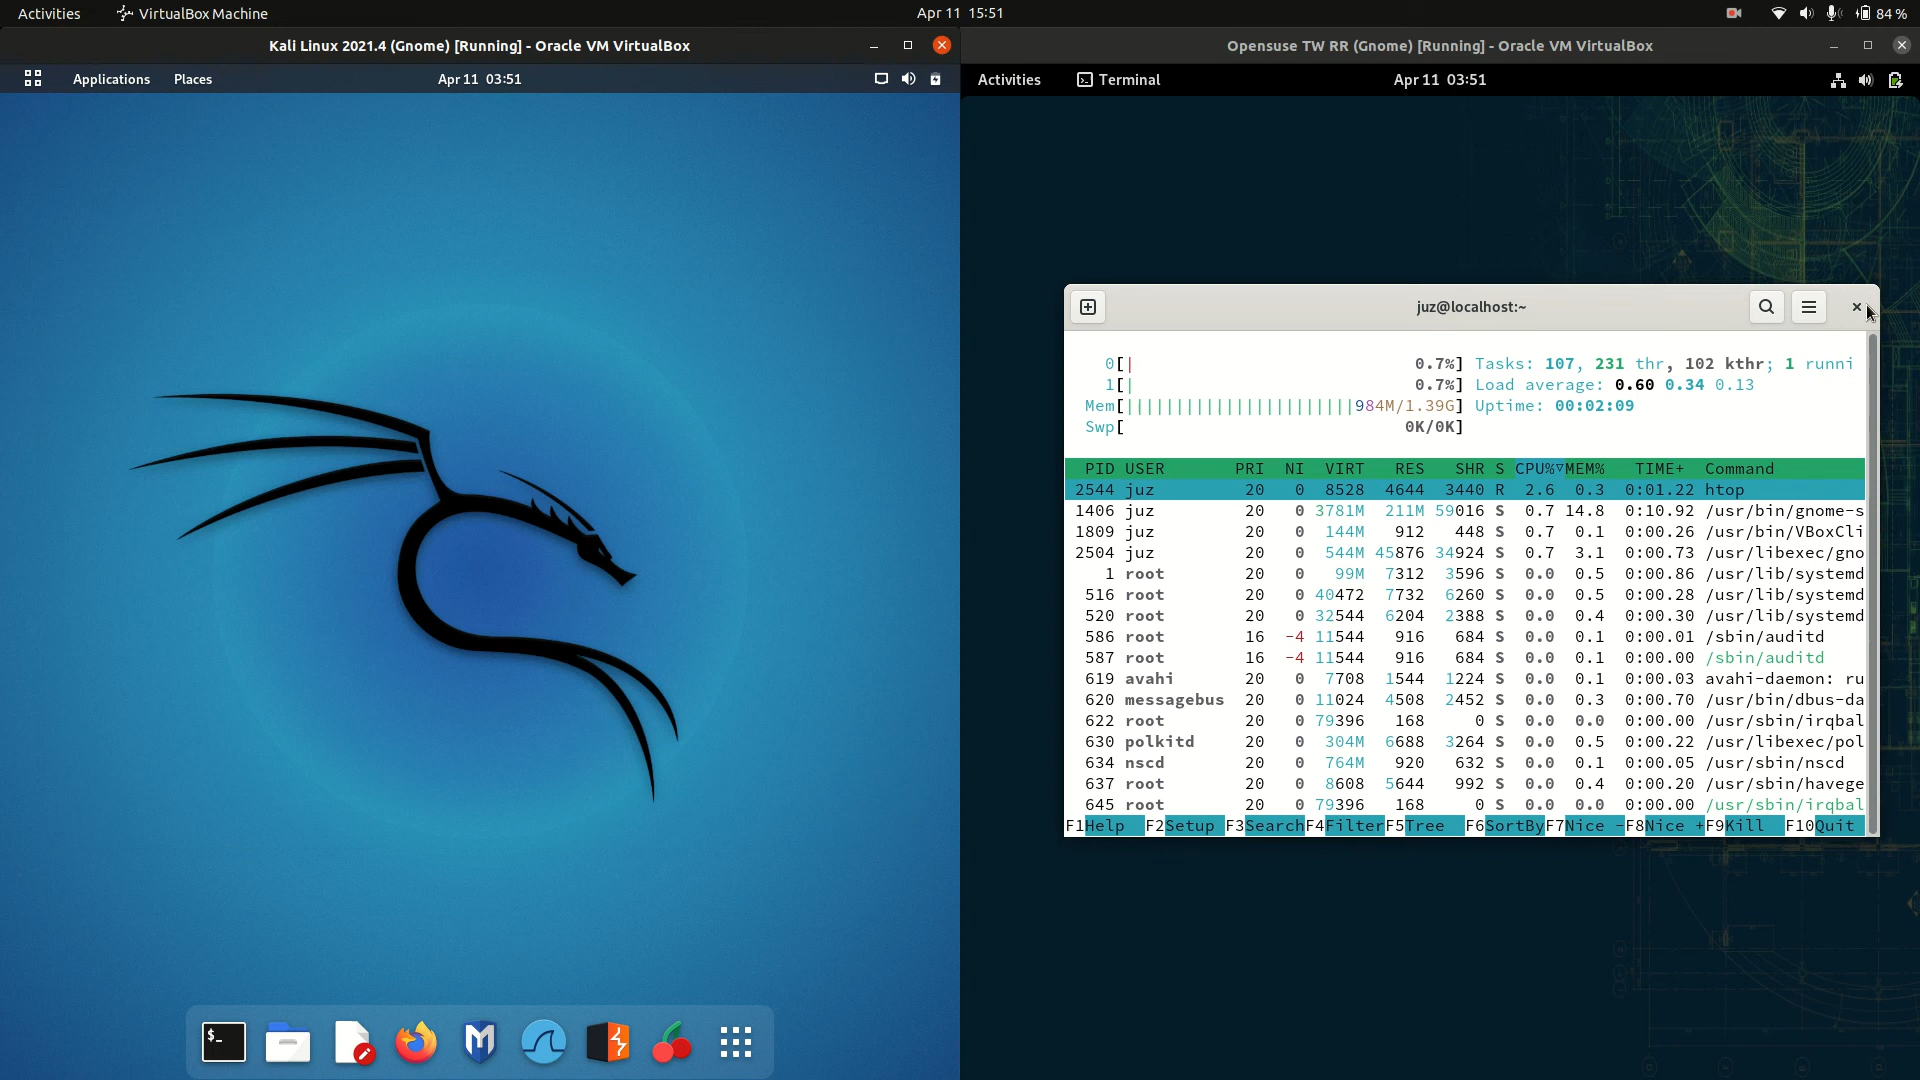 Activities VirtualBox Machine Apr 11 15:51 84 %
Kali Linux 2021.4 (Gnome) [Running] - Oracle VM VirtualBox
Applications Places Apr 11 03:51
$_
Opensuse TW RR (Gnome) [Running] - Oracle VM VirtualBox
Activities Terminal Apr 11 03:51
juz@localhost:~
0[| 0.7%] Tasks: 107, 231 thr, 102 kthr; 1 runni
1[| 0.7%] Load average: 0.60 0.34 0.13
Mem[|||||||||||||||||||||||984M/1.39G] Uptime: 00:02:09
Swp[ 0K/0K]
PID USER PRI NI VIRT RES SHR S CPU%▽MEM% TIME+ Command
2544 juz 20 0 8528 4644 3440 R 2.6 0.3 0:01.22 htop
1406 juz 20 0 3781M 211M 59016 S 0.7 14.8 0:10.92 /usr/bin/gnome-s
1809 juz 20 0 144M 912 448 S 0.7 0.1 0:00.26 /usr/bin/VBoxCli
2504 juz 20 0 544M 45876 34924 S 0.7 3.1 0:00.73 /usr/libexec/gno
1 root 20 0 99M 7312 3596 S 0.0 0.5 0:00.86 /usr/lib/systemd
516 root 20 0 40472 7732 6260 S 0.0 0.5 0:00.28 /usr/lib/systemd
520 root 20 0 32544 6204 2388 S 0.0 0.4 0:00.30 /usr/lib/systemd
586 root 16 -4 11544 916 684 S 0.0 0.1 0:00.01 /sbin/auditd
587 root 16 -4 11544 916 684 S 0.0 0.1 0:00.00 /sbin/auditd
619 avahi 20 0 7708 1544 1224 S 0.0 0.1 0:00.03 avahi-daemon: ru
620 messagebus 20 0 11024 4508 2452 S 0.0 0.3 0:00.70 /usr/bin/dbus-da
622 root 20 0 79396 168 0 S 0.0 0.0 0:00.00 /usr/sbin/irqbal
630 polkitd 20 0 304M 6688 3264 S 0.0 0.5 0:00.22 /usr/libexec/pol
634 nscd 20 0 764M 920 632 S 0.0 0.1 0:00.05 /usr/sbin/nscd
637 root 20 0 8608 5644 992 S 0.0 0.4 0:00.20 /usr/sbin/havege
645 root 20 0 79396 168 0 S 0.0 0.0 0:00.00 /usr/sbin/irqbal
F1Help F2Setup F3SearchF4FilterF5Tree F6SortByF7Nice -F8Nice +F9Kill F10Quit